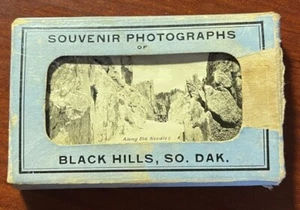 SOUVENIR PHOTOGRAPHS
OF
Among the Needles
BLACK HILLS, SO. DAK.